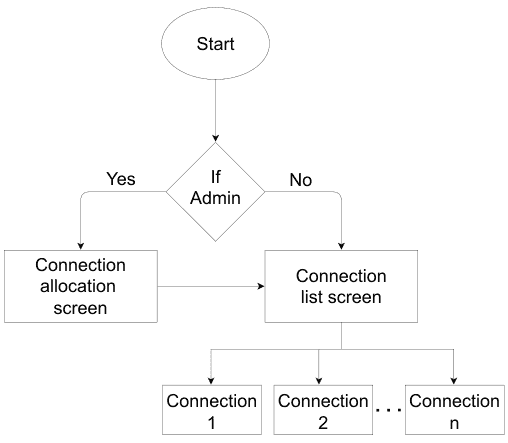 Start
If
Admin
Yes
No
Connection
allocation
screen
Connection
list screen
Connection
1
Connection
2
...
Connection
n